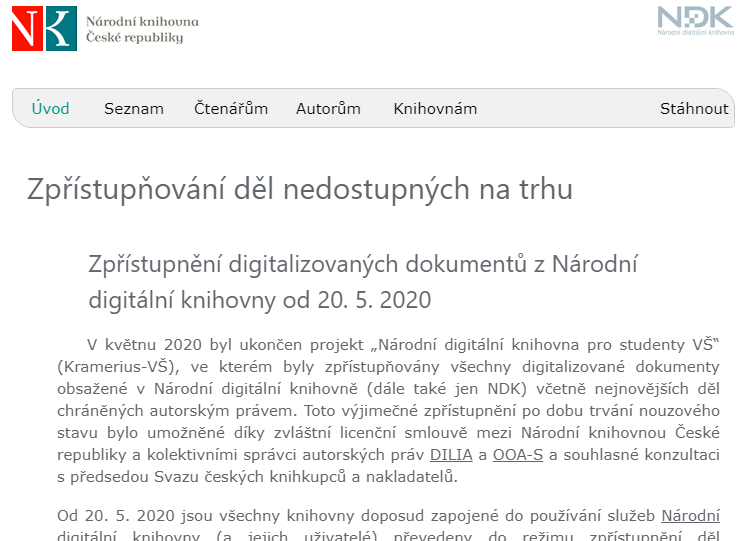 NK Národní knihovna
České republiky
NDK
Národní digitální knihovna
Úvod Seznam Čtenářům Autorům Knihovnám Stáhnout
Zpřístupňování děl nedostupných na trhu
Zpřístupnění digitalizovaných dokumentů z Národní
digitální knihovny od 20. 5. 2020
V květnu 2020 byl ukončen projekt „Národní digitální knihovna pro studenty VŠ“
(Kramerius-VŠ), ve kterém byly zpřístupňovány všechny digitalizované dokumenty
obsažené v Národní digitální knihovně (dále také jen NDK) včetně nejnovějších děl
chráněných autorským právem. Toto výjimečné zpřístupnění po dobu trvání nouzového
stavu bylo umožněné díky zvláštní licenční smlouvě mezi Národní knihovnou České
republiky a kolektivními správci autorských práv DILIA a OOA-S a souhlasné konzultaci
s předsedou Svazu českých knihkupců a nakladatelů.
Od 20. 5. 2020 jsou všechny knihovny doposud zapojené do používání služeb Národní
digitální knihovny (a jejich uživatelé) převedeny do režimu zpřístupnění děl